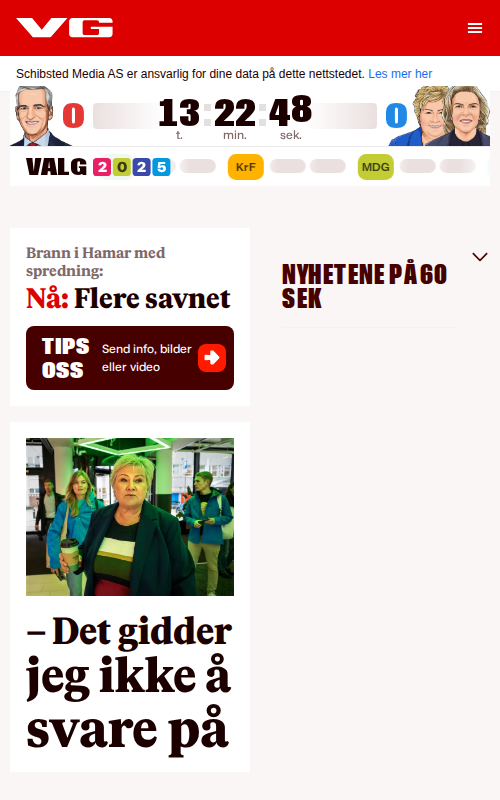 VG
Schibsted Media AS er ansvarlig for dine data på dette nettstedet. Les mer her
0 13:22:48 0
t. min. sek.
VALG 2025 KrF MDG
Brann i Hamar med
spredning:
Nå: Flere savnet
TIPS
OSS
Send info, bilder
eller video
NYHETENE PÅ 60
SEK
– Det gidder
jeg ikke å
svare på